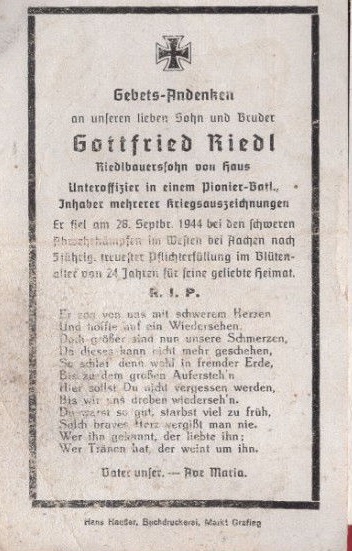 Gebets-Andenken
an unseren lieben Sohn und Bruder
Gottfried Riedl
Riedlbauerssohn von Haus
Unteroffizier in einem Pionier-Batl.,
Inhaber mehrerer Kriegsauszeichnungen
Er fiel am 28. Septbr. 1944 bei den schweren
Abwehrkämpfen im Westen bei Aachen nach
5jährig. treuester Pflichterfüllung im Blüten-
alter von 24 Jahren für seine geliebte Heimat.
R. I. P.
Er zog von uns mit schwerem Herzen
Und hoffte auf ein Wiedersehen.
Doch größer sind nun unsere Schmerzen,
Da dieses kann nicht mehr geschehen,
So schlaf denn wohl in fremder Erde,
Bis zu dem großen Aufersteh'n
Hier sollst Du nicht vergessen werden,
Bis wir uns droben wiederseh'n.
Du warst so gut, starbst viel zu früh,
Solch braves Herz vergißt man nie.
Wer ihn gekannt, der liebte ihn;
Wer Tränen hat, der weint um ihn.
Vater unser. — Ave Maria.
Hans Haeßer, Buchdruckerei, Markt Grafing